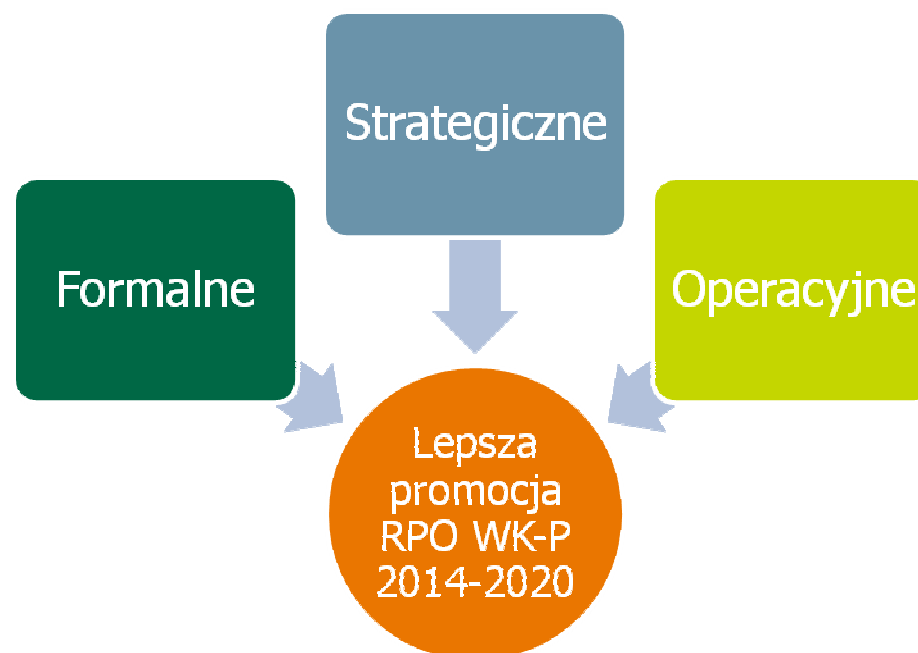 Strategiczne
Formalne
Operacyjne
Lepsza
promocja
RPO WK-P
2014-2020